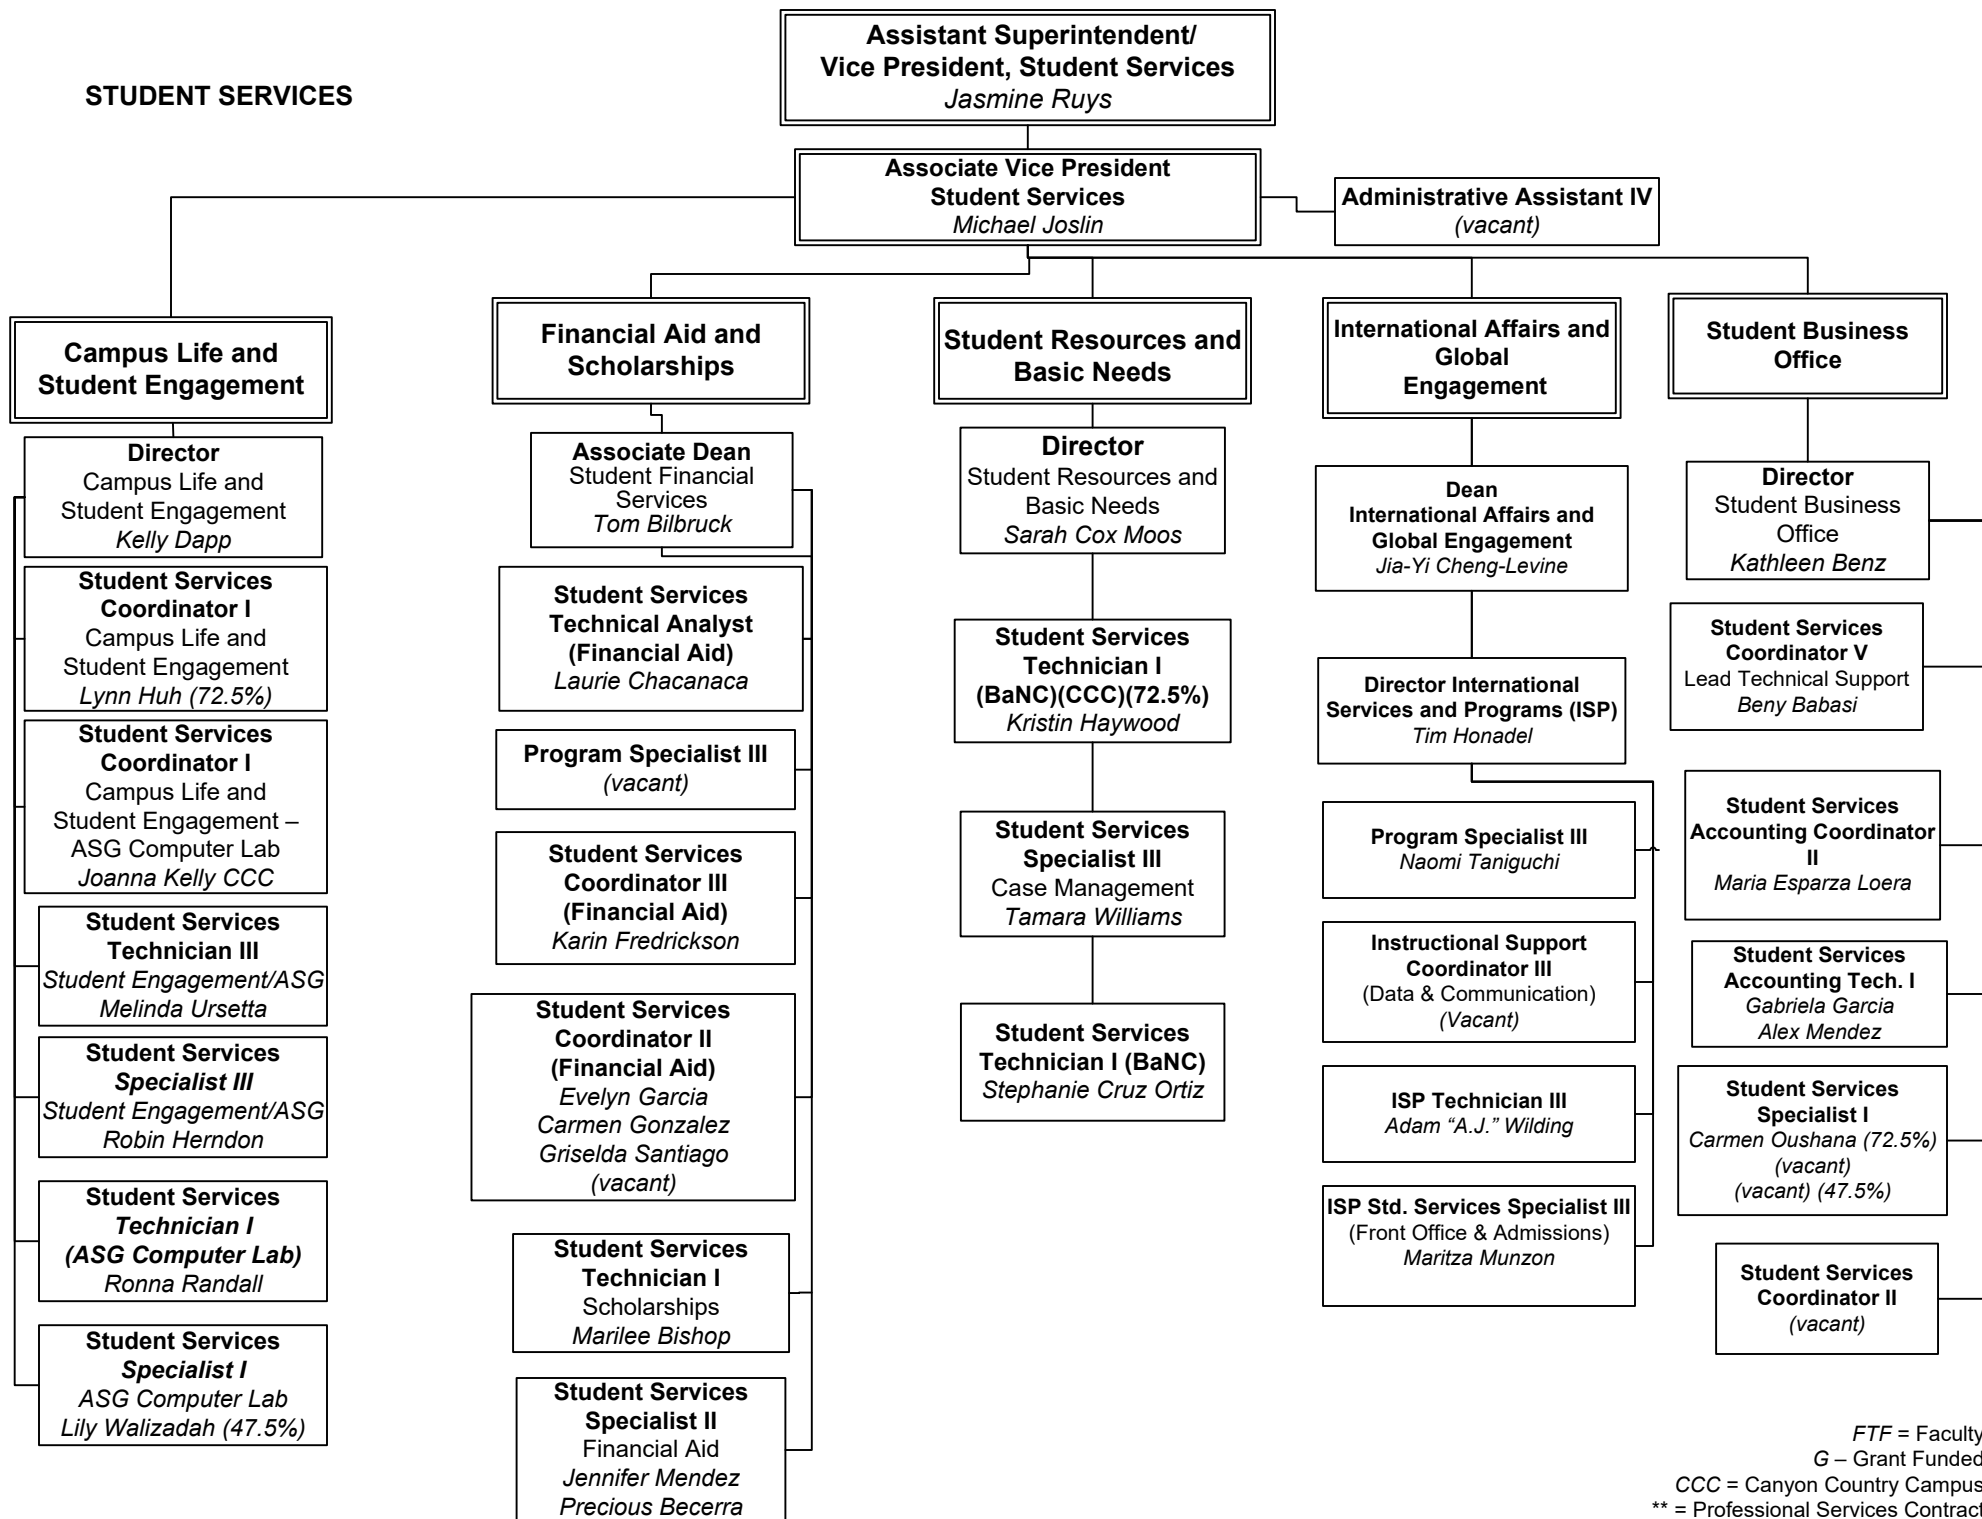 STUDENT SERVICES
Assistant Superintendent/
Vice President, Student Services
Jasmine Ruys
Associate Vice President
Student Services
Michael Joslin
Administrative Assistant IV
(vacant)
Campus Life and
Student Engagement
Director
Campus Life and
Student Engagement
Kelly Dapp
Student Services
Coordinator I
Campus Life and
Student Engagement
Lynn Huh (72.5%)
Student Services
Coordinator I
Campus Life and
Student Engagement –
ASG Computer Lab
Joanna Kelly CCC
Student Services
Technician III
Student Engagement/ASG
Melinda Ursetta
Student Services
Specialist III
Student Engagement/ASG
Robin Herndon
Student Services
Technician I
(ASG Computer Lab)
Ronna Randall
Student Services
Specialist I
ASG Computer Lab
Lily Walizadah (47.5%)
Financial Aid and
Scholarships
Associate Dean
Student Financial
Services
Tom Bilbruck
Student Services
Technical Analyst
(Financial Aid)
Laurie Chacanaca
Program Specialist III
(vacant)
Student Services
Coordinator III
(Financial Aid)
Karin Fredrickson
Student Services
Coordinator II
(Financial Aid)
Evelyn Garcia
Carmen Gonzalez
Griselda Santiago
(vacant)
Student Services
Technician I
Scholarships
Marilee Bishop
Student Services
Specialist II
Financial Aid
Jennifer Mendez
Precious Becerra
Student Resources and
Basic Needs
Director
Student Resources and
Basic Needs
Sarah Cox Moos
Student Services
Technician I
(BaNC)(CCC)(72.5%)
Kristin Haywood
Student Services
Specialist III
Case Management
Tamara Williams
Student Services
Technician I (BaNC)
Stephanie Cruz Ortiz
International Affairs and
Global
Engagement
Dean
International Affairs and
Global Engagement
Jia-Yi Cheng-Levine
Director International
Services and Programs (ISP)
Tim Honadel
Program Specialist III
Naomi Taniguchi
Instructional Support
Coordinator III
(Data & Communication)
(Vacant)
ISP Technician III
Adam “A.J.” Wilding
ISP Std. Services Specialist III
(Front Office & Admissions)
Maritza Munzon
Student Business
Office
Director
Student Business
Office
Kathleen Benz
Student Services
Coordinator V
Lead Technical Support
Beny Babasi
Student Services
Accounting Coordinator
II
Maria Esparza Loera
Student Services
Accounting Tech. I
Gabriela Garcia
Alex Mendez
Student Services
Specialist I
Carmen Oushana (72.5%)
(vacant)
(vacant) (47.5%)
Student Services
Coordinator II
(vacant)
FTF = Faculty
G – Grant Funded
CCC = Canyon Country Campus
** = Professional Services Contract